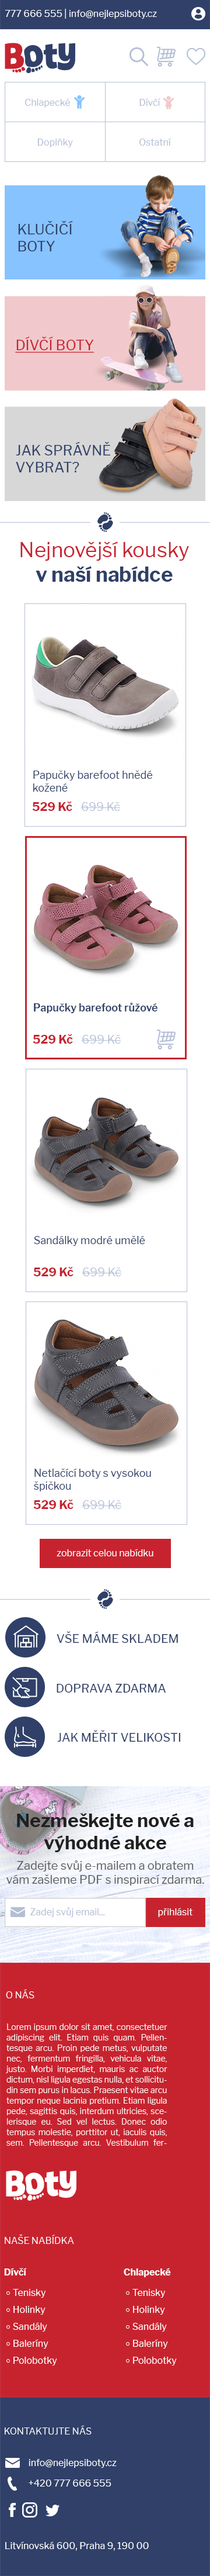 777 666 555 | info@nejlepsiboty.cz
Boty
Chlapecké
Dívčí
Doplňky
Ostatní
KLUČIČÍ
BOTY
DÍVČÍ BOTY
JAK SPRÁVNĚ
VYBRAT?
Nejnovější kousky
v naší nabídce
Papučky barefoot hnědé
kožené
529 Kč 699 Kč
Papučky barefoot růžové
529 Kč 699 Kč
Sandálky modré umělé
529 Kč 699 Kč
Netlačící boty s vysokou
špičkou
529 Kč 699 Kč
zobrazit celou nabídku
VŠE MÁME SKLADEM
DOPRAVA ZDARMA
JAK MĚŘIT VELIKOSTI
Nezmeškejte nové a
výhodné akce
Zadejte svůj e-mailem a obratem
vám zašleme PDF s inspirací zdarma.
Zadej svůj email...
přihlásit
O NÁS
Lorem ipsum dolor sit amet, consectetuer
adipiscing elit. Etiam quis quam. Pellen-
tesque arcu. Proin pede metus, vulputate
nec, fermentum fringilla, vehicula vitae,
justo. Morbi imperdiet, mauris ac auctor
dictum, nisl ligula egestas nulla, et sollicitu-
din sem purus in lacus. Praesent vitae arcu
tempor neque lacinia pretium. Etiam ligula
pede, sagittis quis, interdum ultricies, sce-
lerisque eu. Sed vel lectus. Donec odio
tempus molestie, porttitor ut, iaculis quis,
sem. Pellentesque arcu. Vestibulum fer-
Boty
NAŠE NABÍDKA
Dívčí
Tenisky
Holinky
Sandály
Baleríny
Polobotky
Chlapecké
Tenisky
Holinky
Sandály
Baleríny
Polobotky
KONTAKTUJTE NÁS
info@nejlepsiboty.cz
+420 777 666 555
Litvínovská 600, Praha 9, 190 00